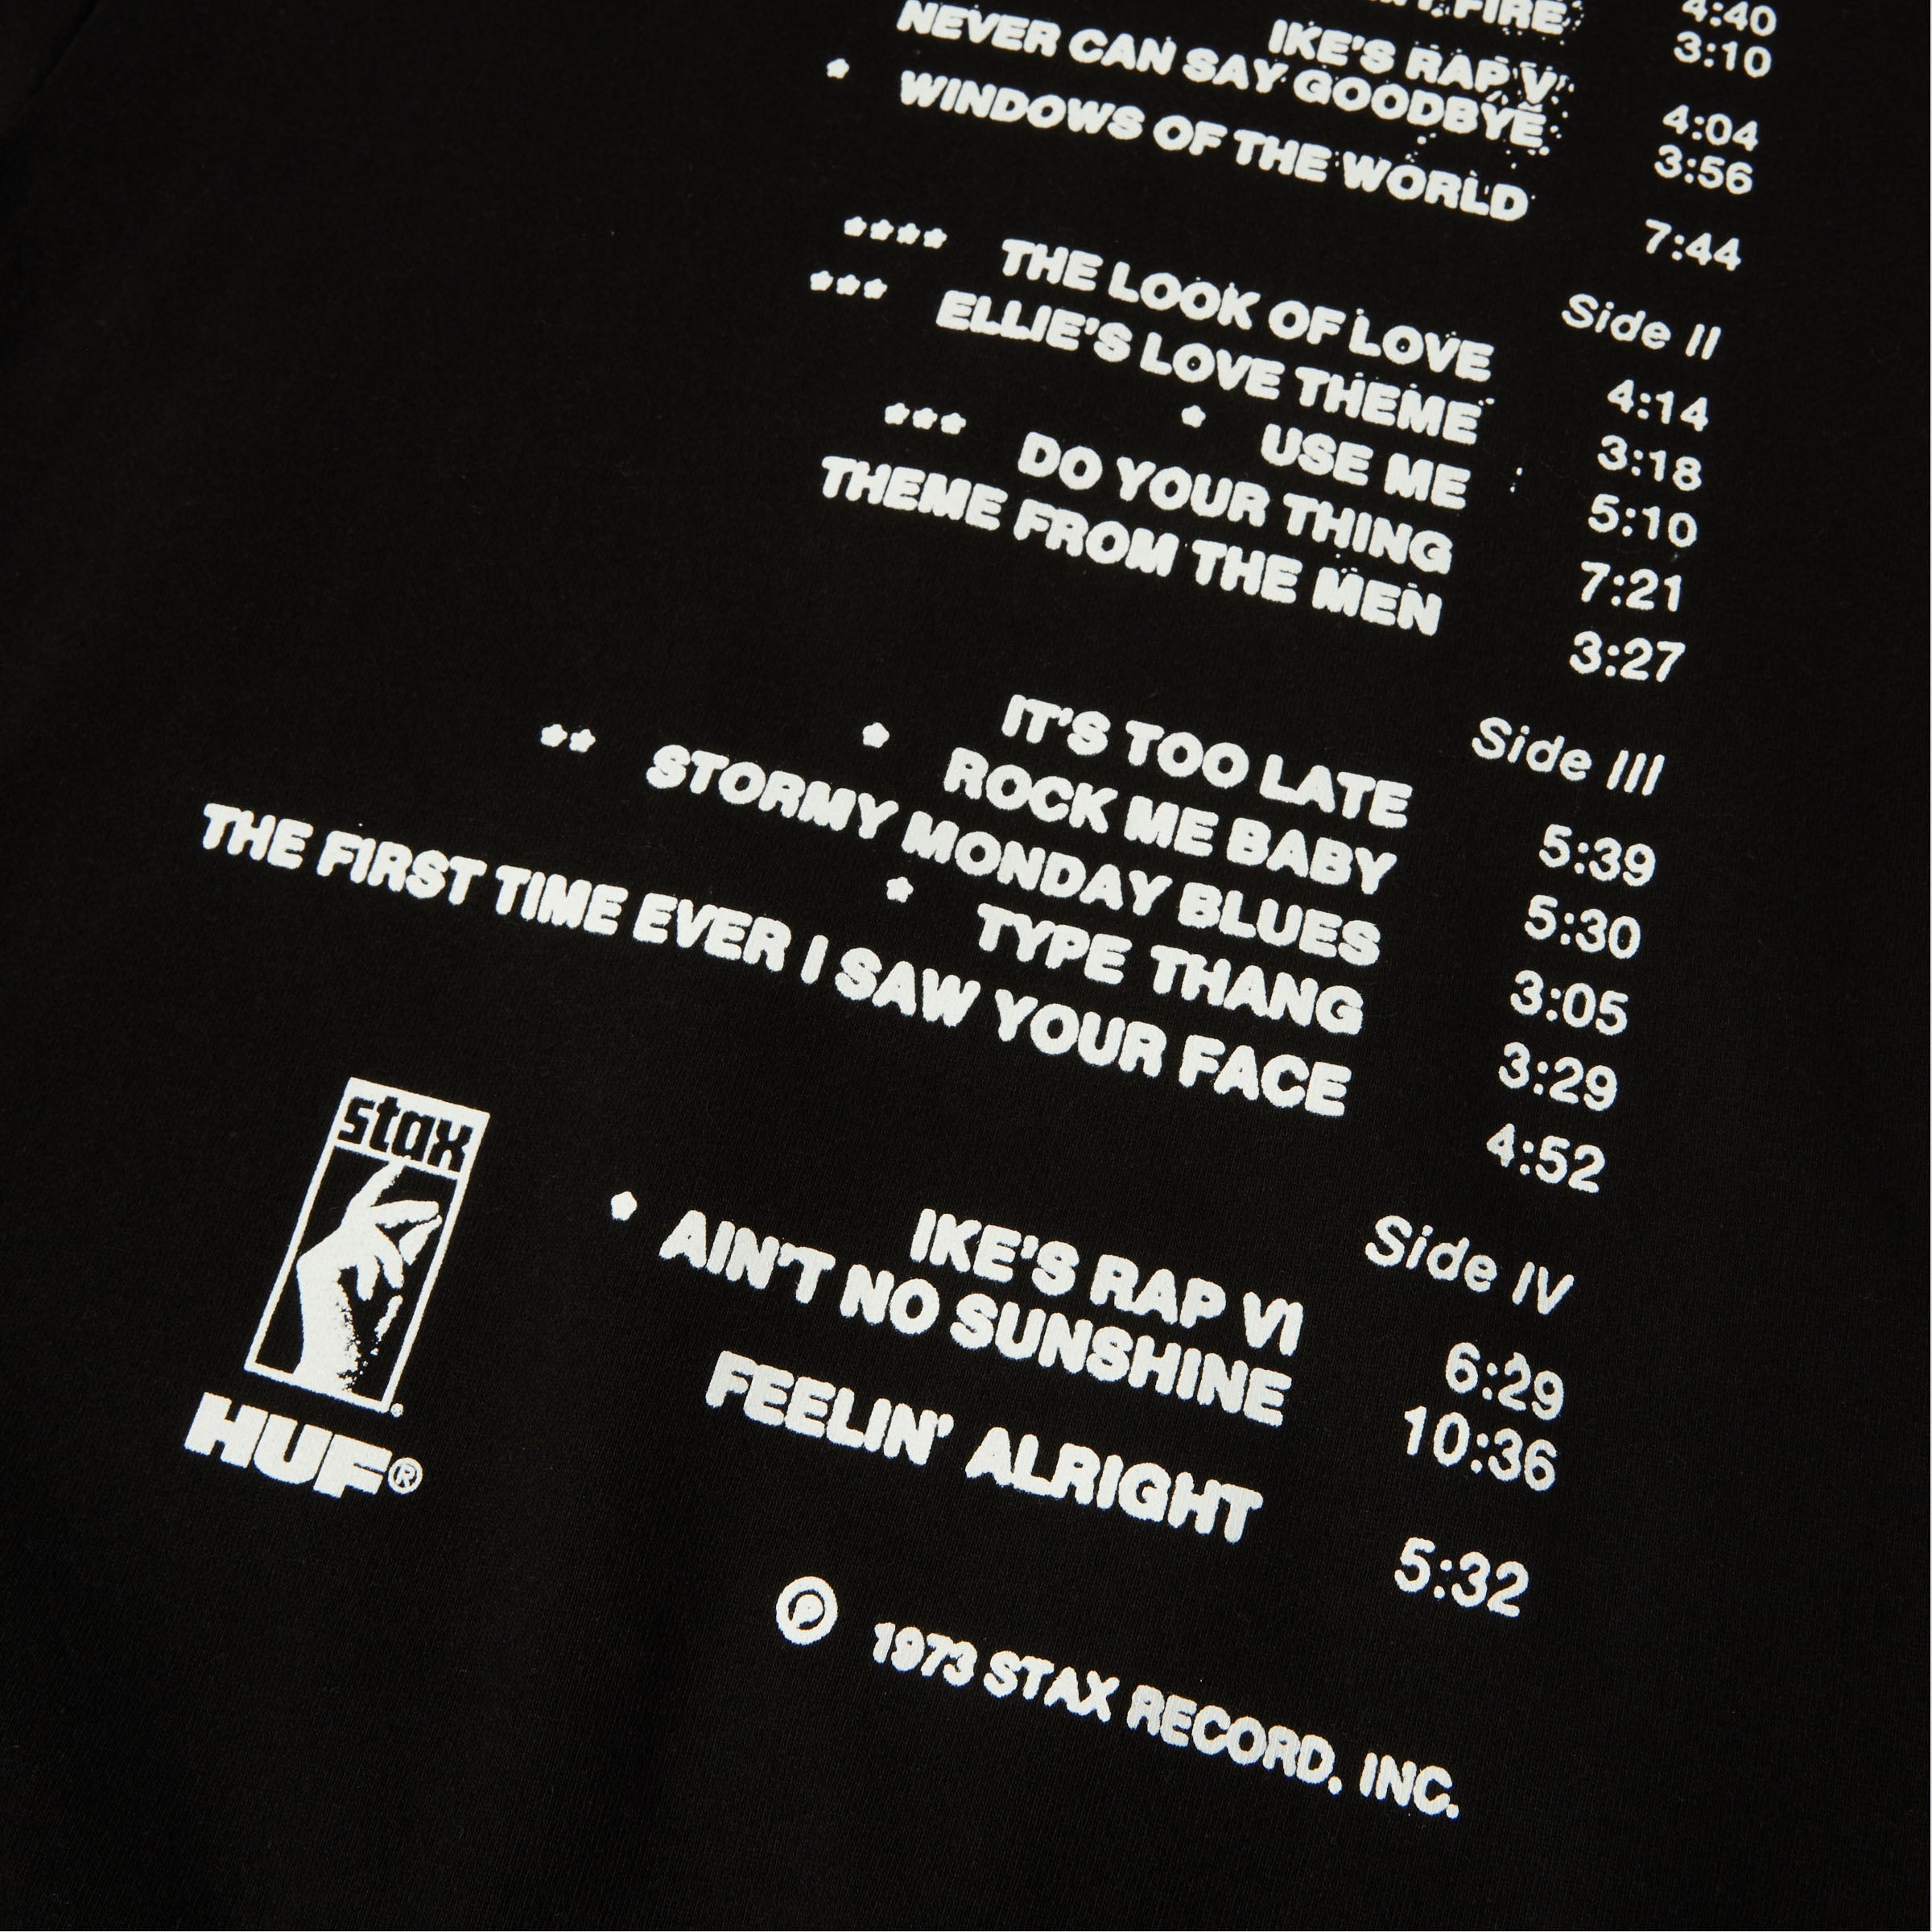 4:40
FIRE 3:10
IKE'S RAP V 4:04
NEVER CAN SAY GOODBYE 3:56
* WINDOWS OF THE WORLD 7:44
Side II
**** THE LOOK OF LOVE 4:14
*** ELLIE'S LOVE THEME 3:18
* USE ME 5:10
*** DO YOUR THING 7:21
THEME FROM THE MEN 3:27
Side III
IT'S TOO LATE 5:39
* ROCK ME BABY 5:30
** STORMY MONDAY BLUES 3:05
* TYPE THANG 3:29
THE FIRST TIME EVER I SAW YOUR FACE 4:52
Side IV
IKE'S RAP VI 6:29
* AIN'T NO SUNSHINE 10:36
FEELIN' ALRIGHT 5:32
℗ 1973 STAX RECORD, INC.
stax
HUF®